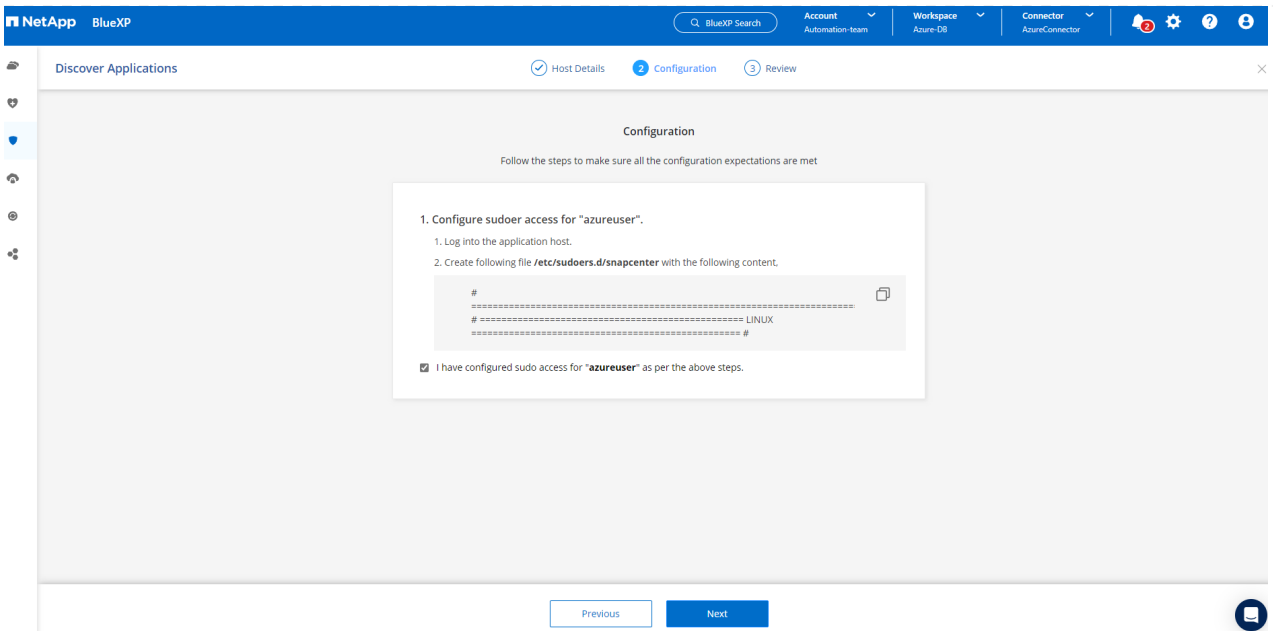 NetApp BlueXP
BlueXP Search
Account
Automation-team
Workspace
Azure-DB
Connector
AzureConnector
2
Discover Applications
Host Details
2 Configuration
3 Review
Configuration
Follow the steps to make sure all the configuration expectations are met
1. Configure sudoer access for "azureuser".
1. Log into the application host.
2. Create following file /etc/sudoers.d/snapcenter with the following content,
#
=======================================================================
# ================================================= LINUX
================================================== #
I have configured sudo access for "azureuser" as per the above steps.
Previous
Next